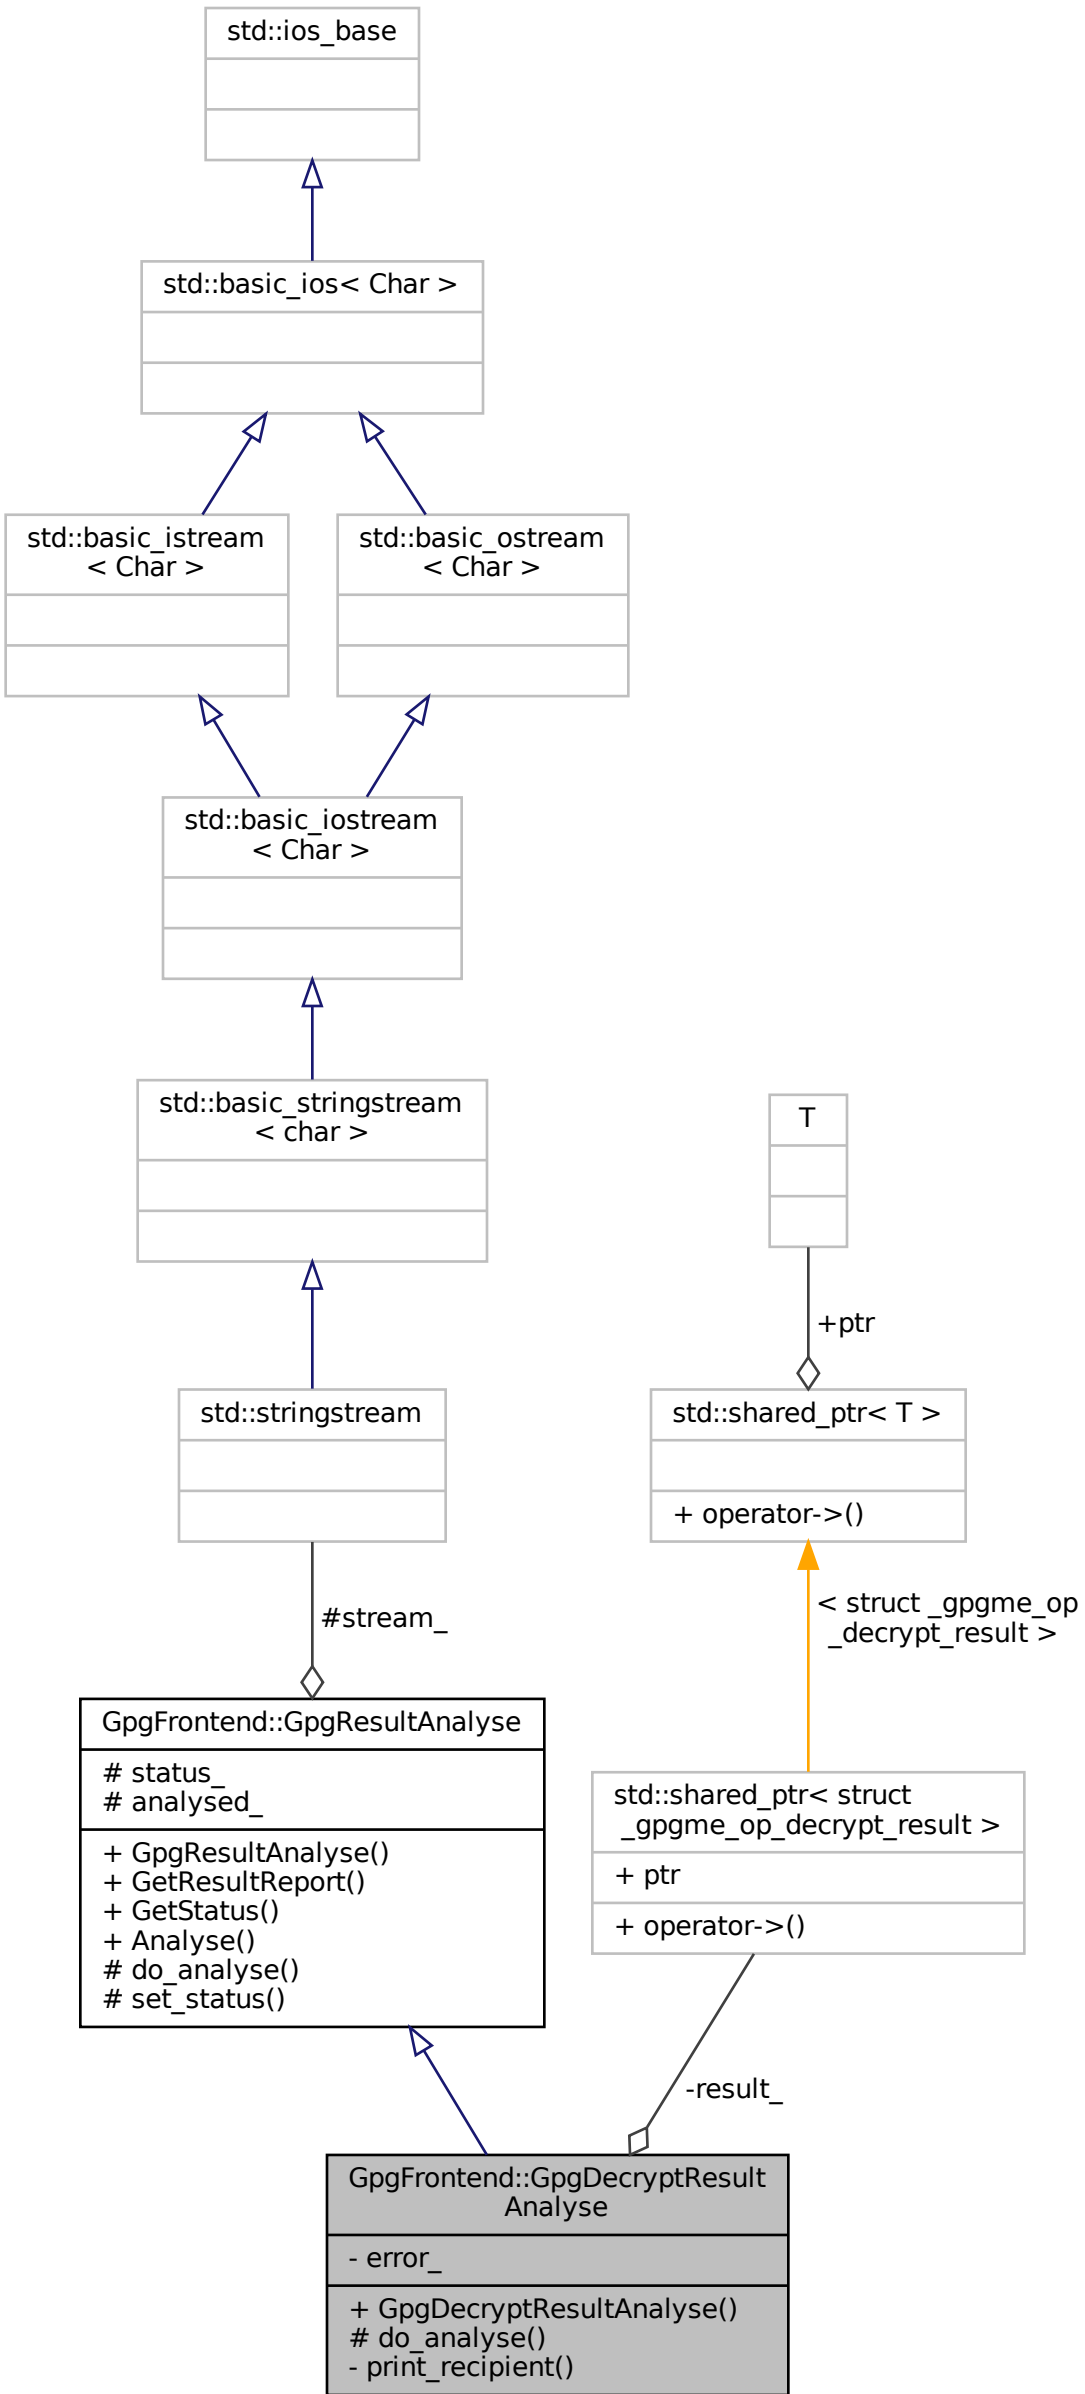 std::ios_base
std::basic_ios< Char >
std::basic_istream
< Char >
std::basic_ostream
< Char >
std::basic_iostream
< Char >
std::basic_stringstream
< char >
T
+ptr
std::stringstream
std::shared_ptr< T >
+ operator->()
#stream_
< struct _gpgme_op
_decrypt_result >
GpgFrontend::GpgResultAnalyse
# status_
# analysed_
+ GpgResultAnalyse()
+ GetResultReport()
+ GetStatus()
+ Analyse()
# do_analyse()
# set_status()
std::shared_ptr< struct
_gpgme_op_decrypt_result >
+ ptr
+ operator->()
-result_
GpgFrontend::GpgDecryptResult
Analyse
- error_
+ GpgDecryptResultAnalyse()
# do_analyse()
- print_recipient()